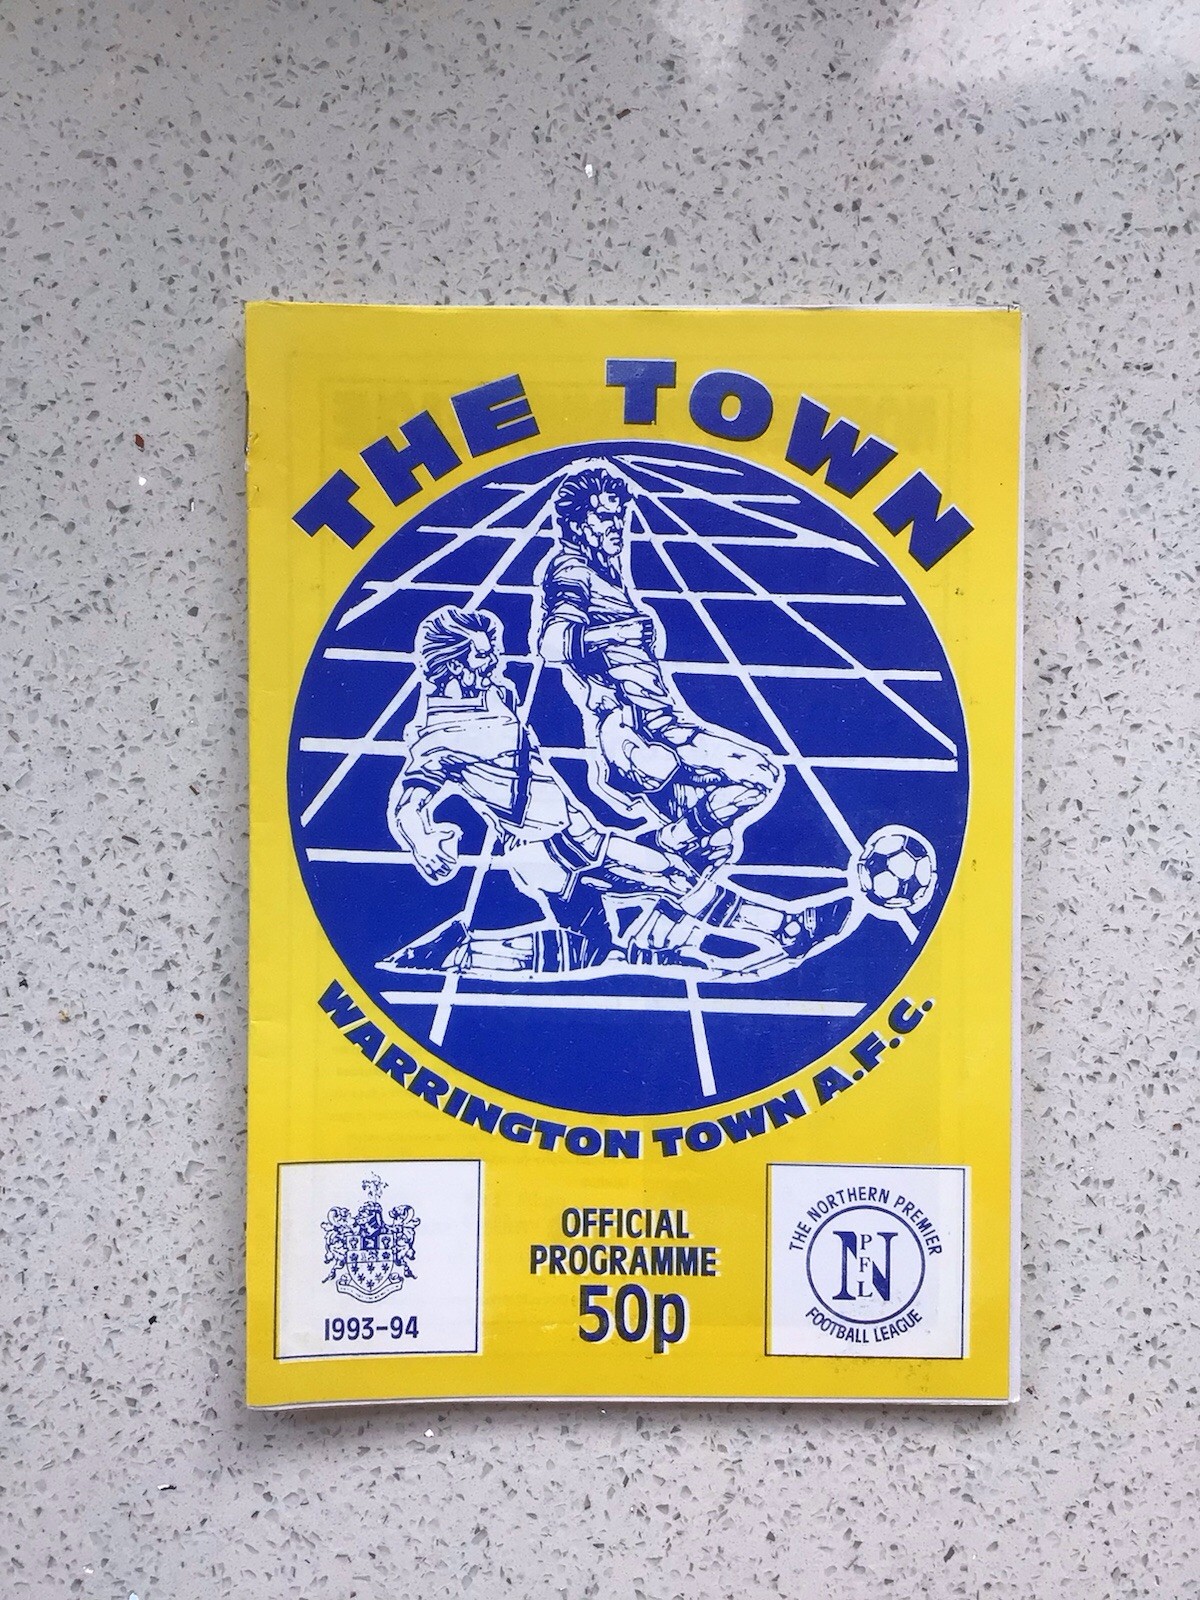 THE TOWN
WARRINGTON TOWN A.F.C.
1993-94
OFFICIAL
PROGRAMME
50p
THE NORTHERN PREMIER
NPFL
FOOTBALL LEAGUE